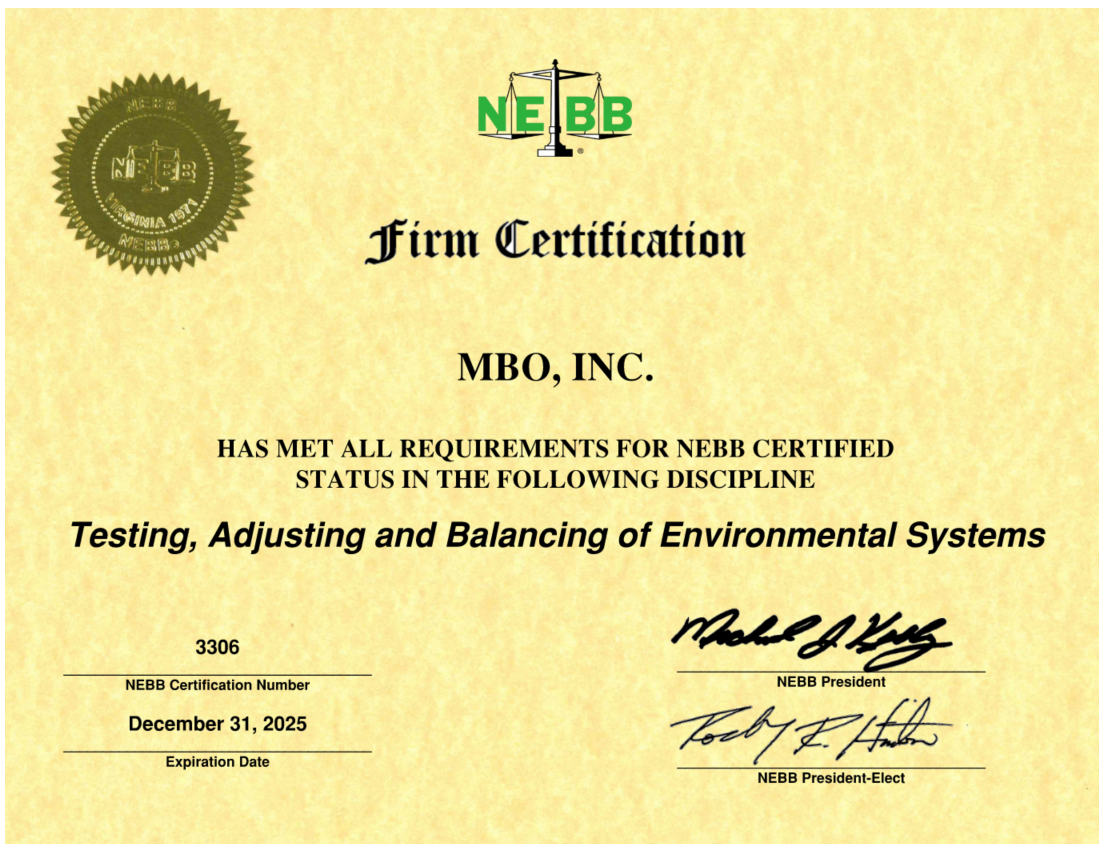 NEBB
NEBB
VIRGINIA 1971
NEBB
NEBB
®
Firm Certification
MBO, INC.
HAS MET ALL REQUIREMENTS FOR NEBB CERTIFIED
STATUS IN THE FOLLOWING DISCIPLINE
Testing, Adjusting and Balancing of Environmental Systems
3306
NEBB Certification Number
December 31, 2025
Expiration Date
NEBB President
NEBB President-Elect